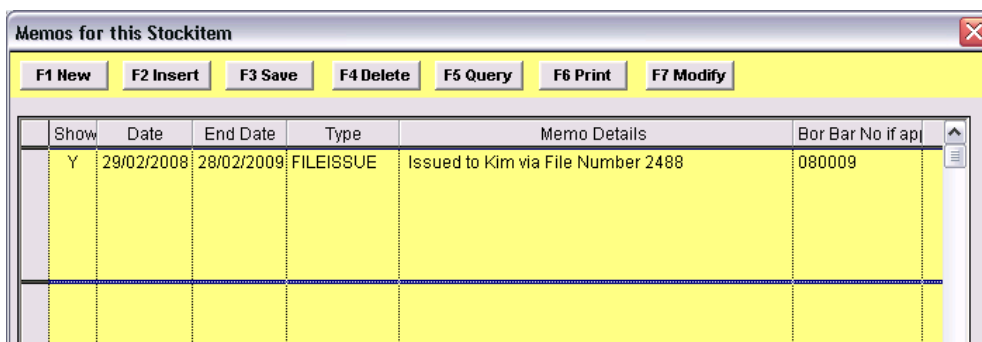 Memos for this Stockitem
F1 New F2 Insert F3 Save F4 Delete F5 Query F6 Print F7 Modify
Show Date End Date Type Memo Details Bor Bar No if app
Y 29/02/2008 28/02/2009 FILEISSUE Issued to Kim via File Number 2488 080009